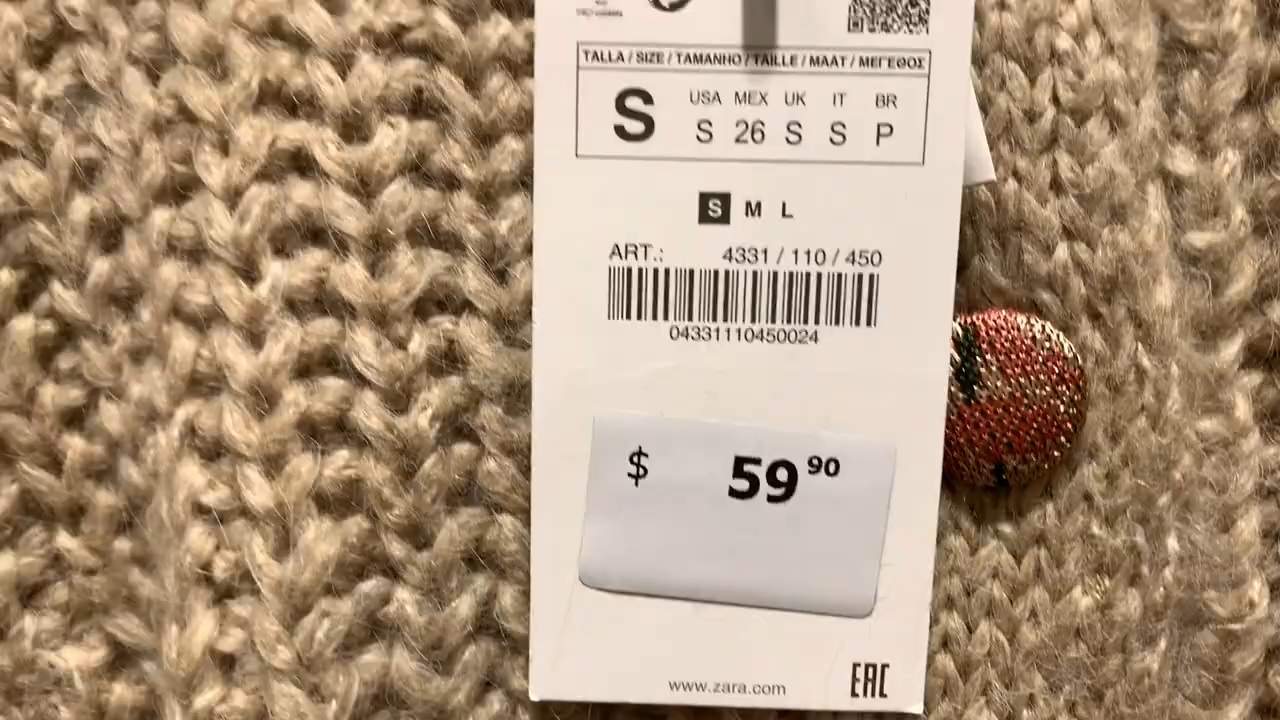 TALLA / SIZE / TAMANHO / TAILLE / MAAT / ΜΕΓΕΘΟΣ
S
USA MEX UK IT BR
S 26 S S P
S M L
ART.: 4331 / 110 / 450
04331110450024
$ 59 90
www.zara.com
EAC